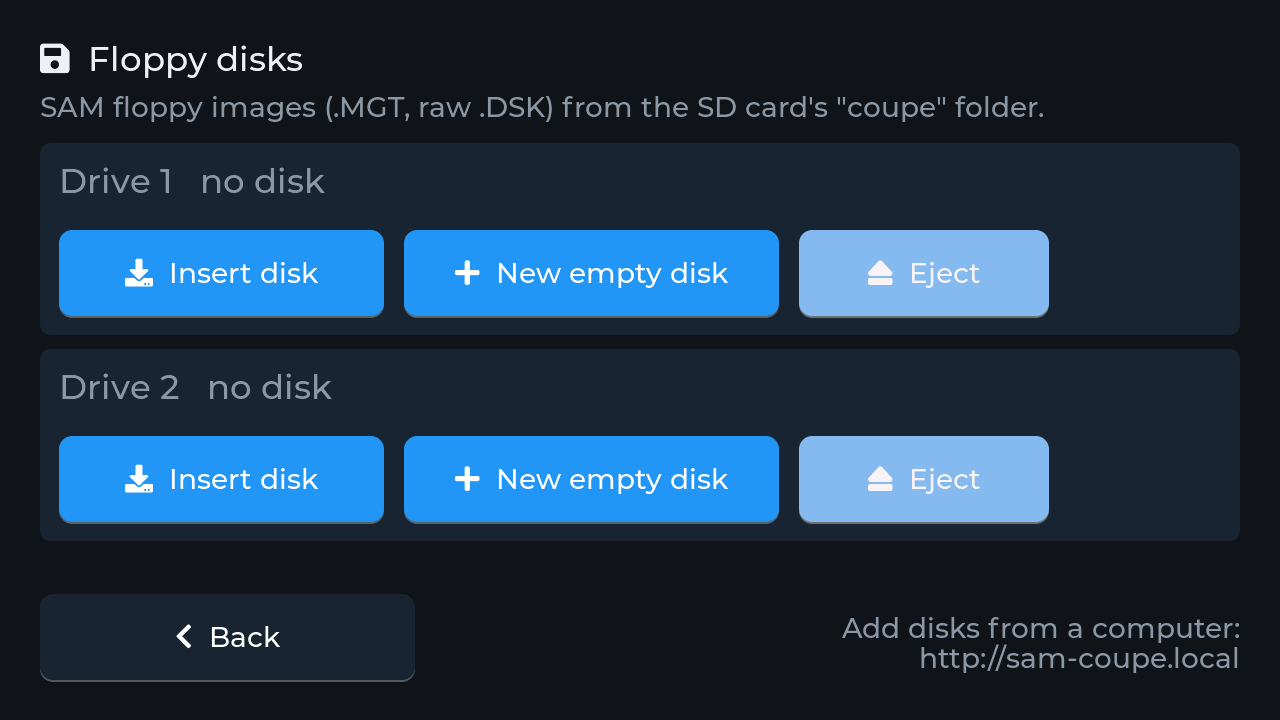 Floppy disks
SAM floppy images (.MGT, raw .DSK) from the SD card's "coupe" folder.
Drive 1 no disk
Insert disk
New empty disk
Eject
Drive 2 no disk
Insert disk
New empty disk
Eject
Back
Add disks from a computer:
http://sam-coupe.local